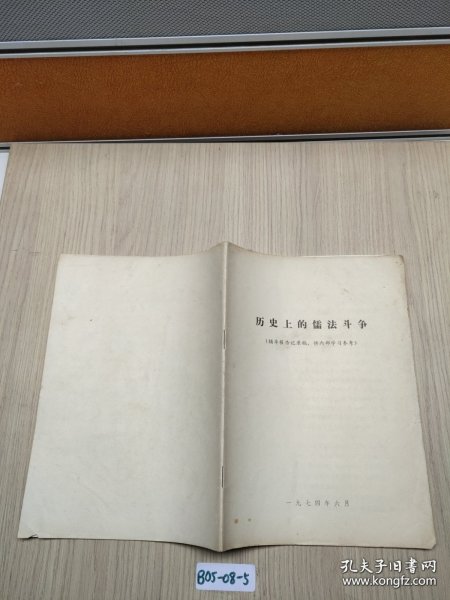 历史上的儒法斗争
(辅导报告记录稿，供内部学习参考)
一九七四年六月
B05-08-5
孔夫子旧书网
www.kongfz.com